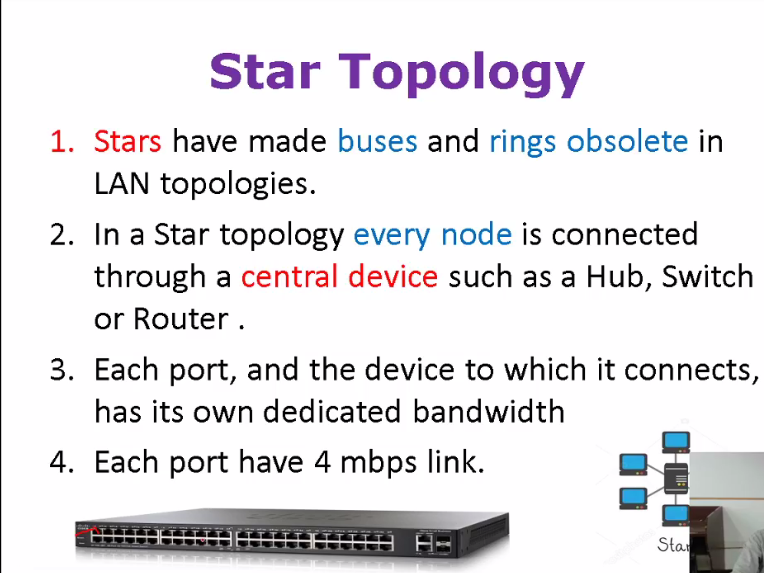 Star Topology
1. Stars have made buses and rings obsolete in
LAN topologies.
2. In a Star topology every node is connected
through a central device such as a Hub, Switch
or Router .
3. Each port, and the device to which it connects,
has its own dedicated bandwidth
4. Each port have 4 mbps link.
Star